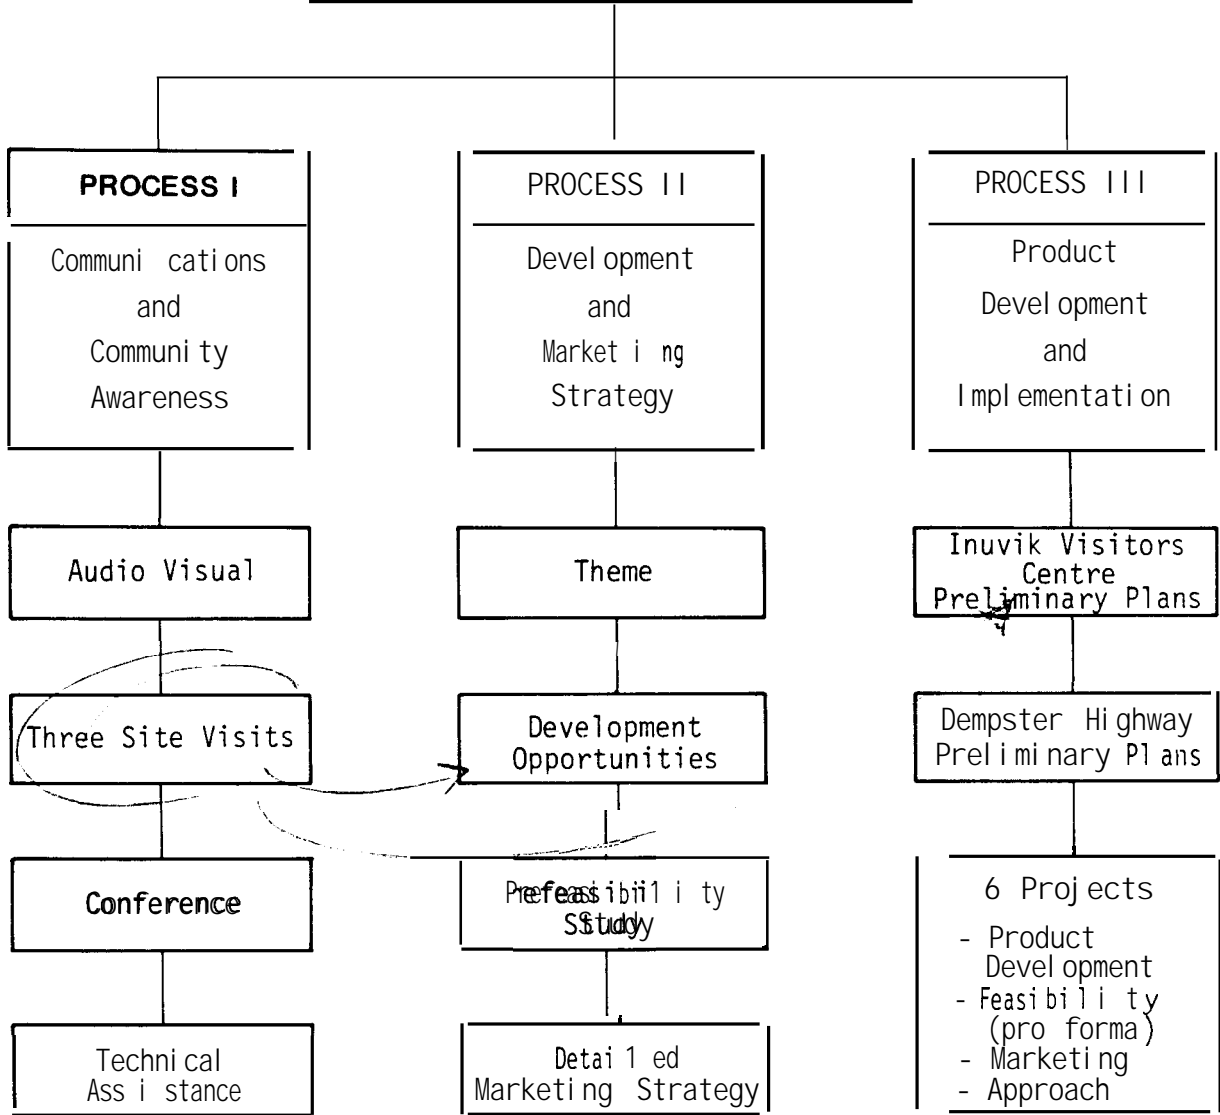 PROCESS I
Communications
and
Community
Awareness
Audio Visual
Three Site Visits
Conference
Technical
Assistance
PROCESS II
Development
and
Marketing
Strategy
Theme
Development
Opportunities
Prefeasibility
Study
Detailed
Marketing Strategy
PROCESS III
Product
Development
and
Implementation
Inuvik Visitors
Centre
Preliminary Plans
Dempster Highway
Preliminary Plans
6 Projects
- Product
Development
- Feasibility
(pro forma)
- Marketing
- Approach